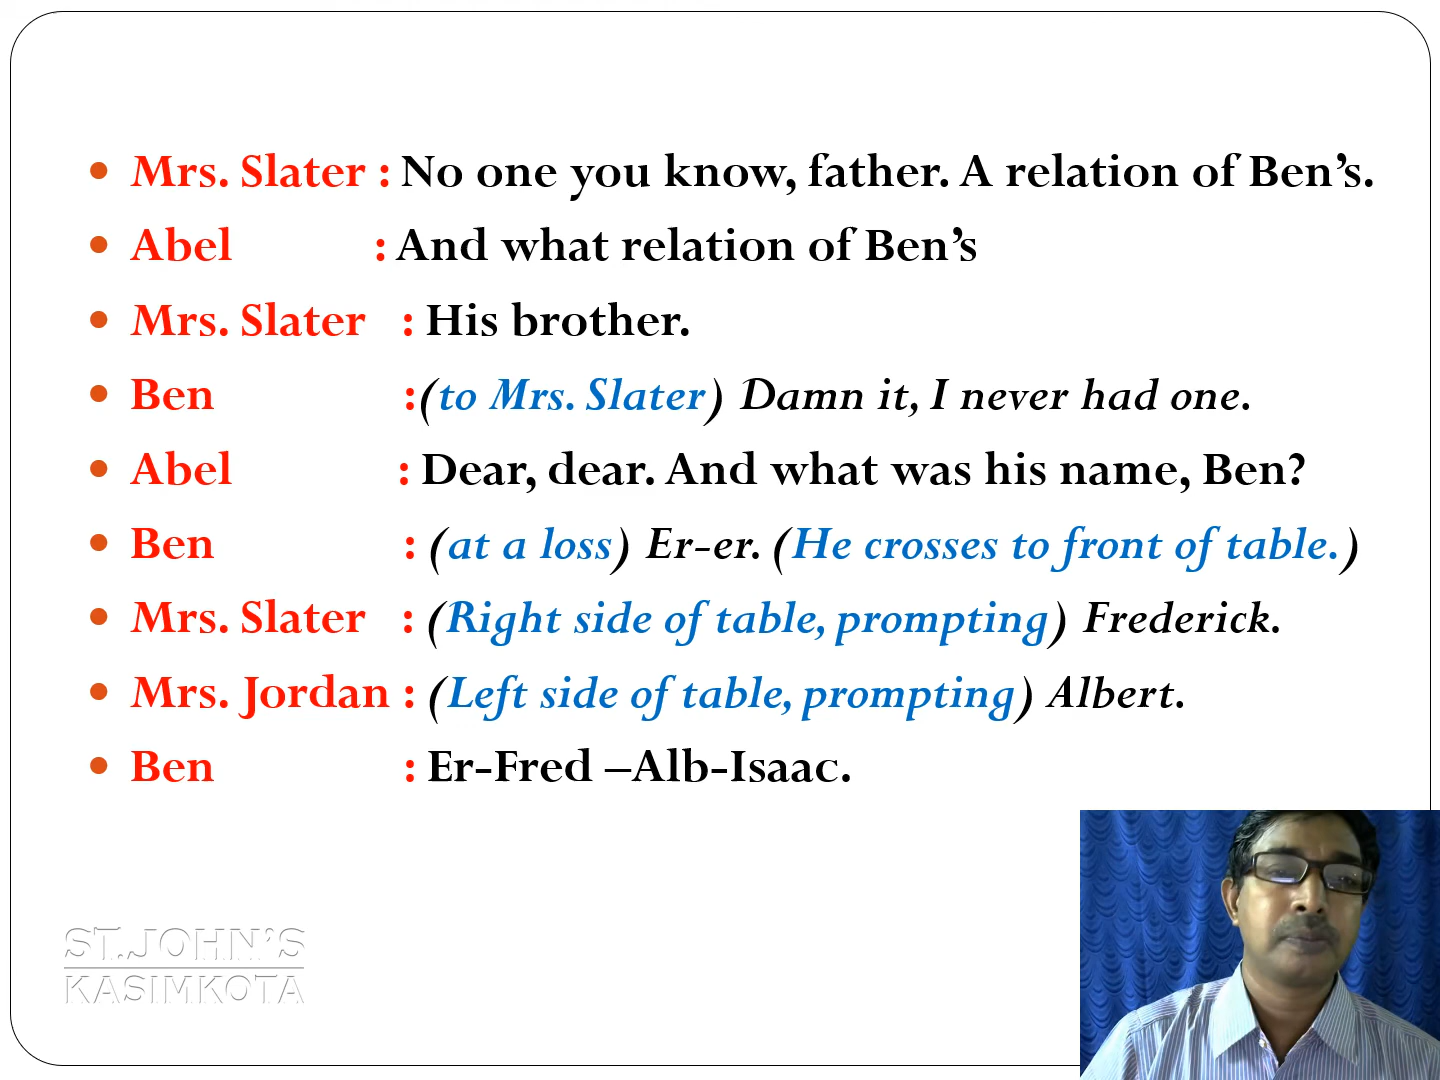 Mrs. Slater : No one you know, father. A relation of Ben’s.
Abel : And what relation of Ben’s
Mrs. Slater : His brother.
Ben :(to Mrs. Slater) Damn it, I never had one.
Abel : Dear, dear. And what was his name, Ben?
Ben : (at a loss) Er-er. (He crosses to front of table.)
Mrs. Slater : (Right side of table, prompting) Frederick.
Mrs. Jordan : (Left side of table, prompting) Albert.
Ben : Er-Fred –Alb-Isaac.
ST.JOHN’S
KASIMKOTA